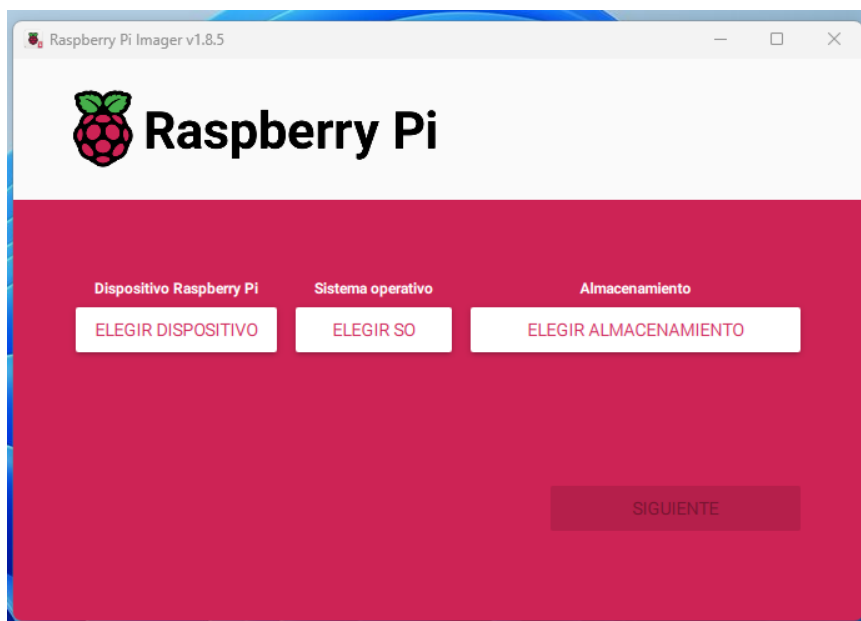 Raspberry Pi Imager v1.8.5
Raspberry Pi
Dispositivo Raspberry Pi Sistema operativo Almacenamiento
ELEGIR DISPOSITIVO ELEGIR SO ELEGIR ALMACENAMIENTO
SIGUIENTE